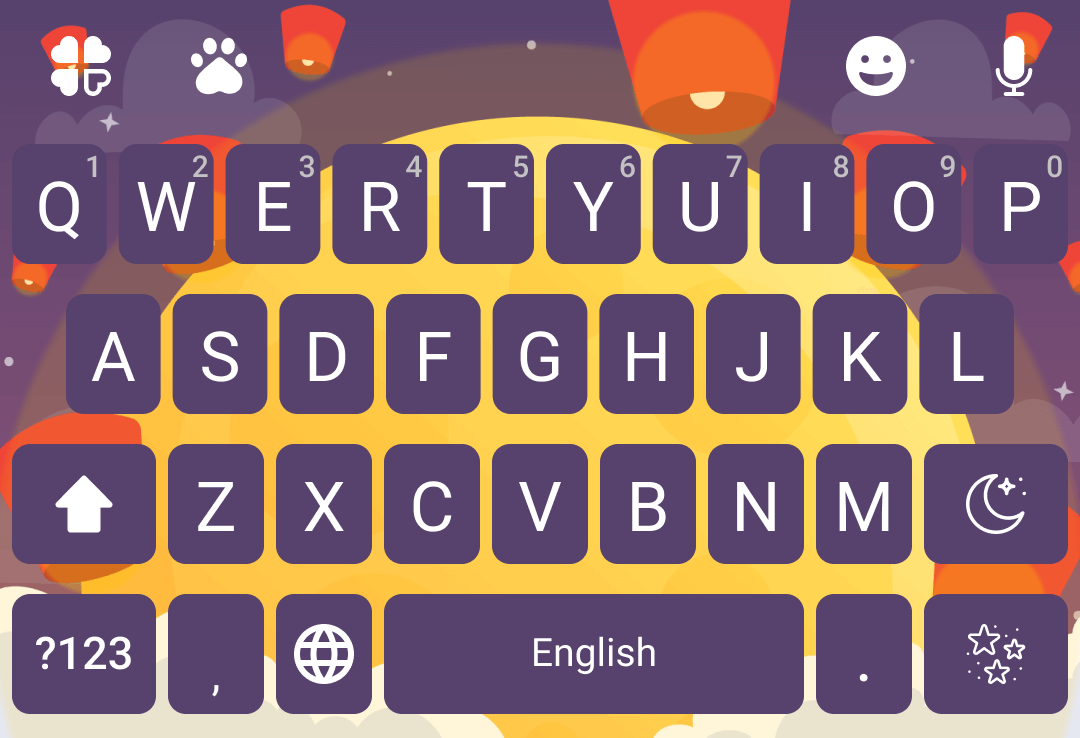 1 2 3 4 5 6 7 8 9 0
Q W E R T Y U I O P
A S D F G H J K L
Z X C V B N M
?123 , English .